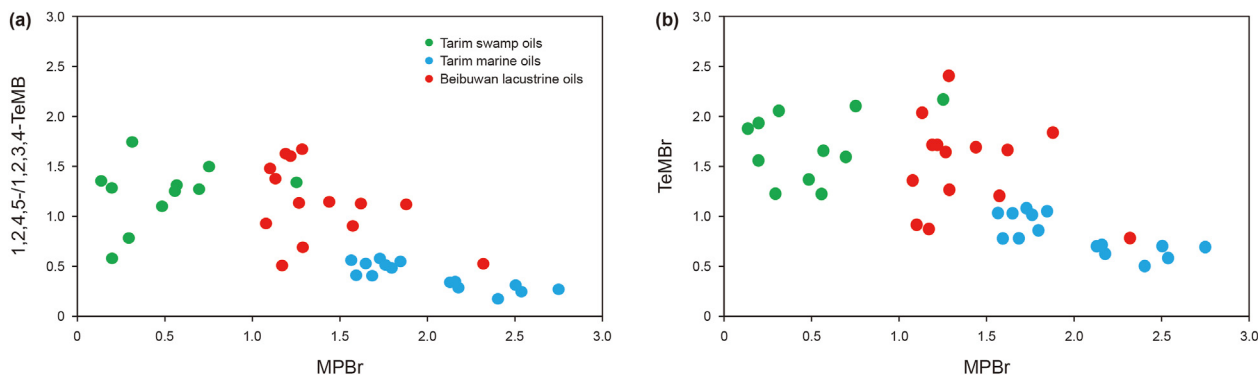 (a)
3.0
2.5
2.0
1.5
1.0
0.5
0
1,2,4,5-/1,2,3,4-TeMB
Tarim swamp oils
Tarim marine oils
Beibuwan lacustrine oils
0 0.5 1.0 1.5 2.0 2.5 3.0
MPBr
(b)
3.0
2.5
2.0
1.5
1.0
0.5
0
TeMBr
0 0.5 1.0 1.5 2.0 2.5 3.0
MPBr